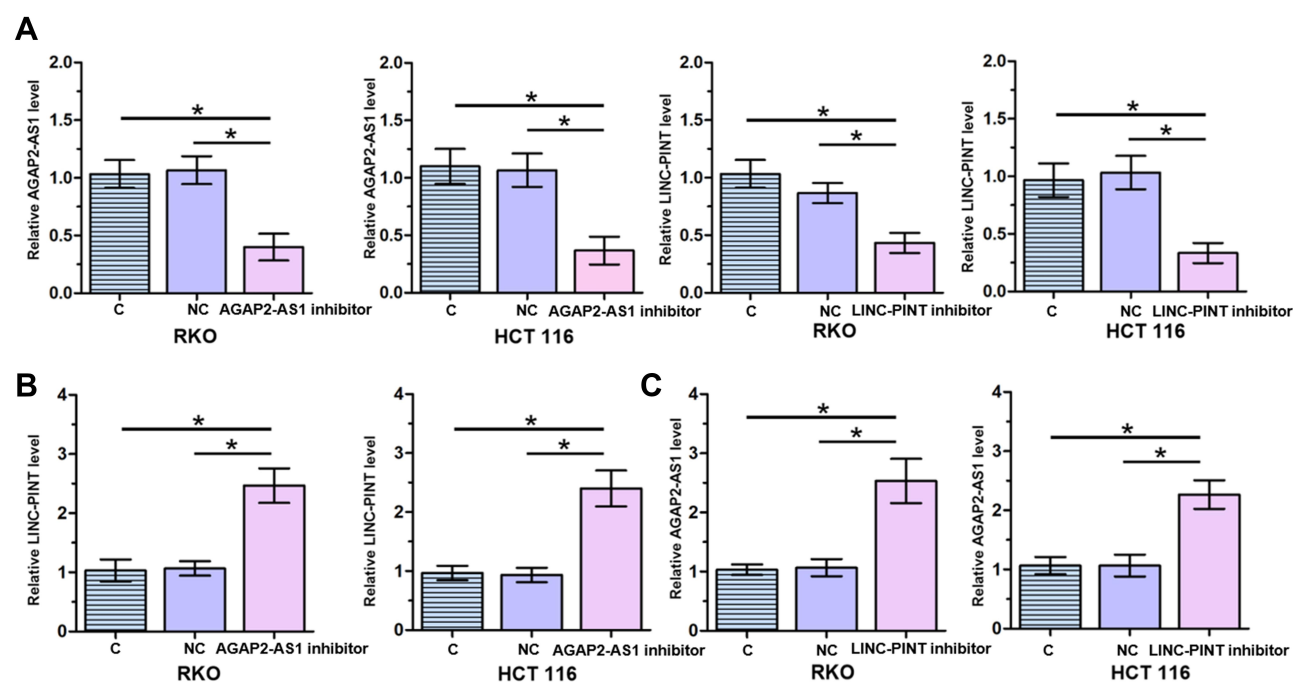 A
Relative AGAP2-AS1 level
2.0
1.5
1.0
0.5
0.0
*
*
C NC AGAP2-AS1 inhibitor
RKO
Relative AGAP2-AS1 level
2.0
1.5
1.0
0.5
0.0
*
*
C NC AGAP2-AS1 inhibitor
HCT 116
Relative LINC-PINT level
2.0
1.5
1.0
0.5
0.0
*
*
C NC LINC-PINT inhibitor
RKO
Relative LINC-PINT level
2.0
1.5
1.0
0.5
0.0
*
*
C NC LINC-PINT inhibitor
HCT 116
B
Relative LINC-PINT level
4
3
2
1
0
*
*
C NC AGAP2-AS1 inhibitor
RKO
Relative LINC-PINT level
4
3
2
1
0
*
*
C NC AGAP2-AS1 inhibitor
HCT 116
C
Relative AGAP2-AS1 level
4
3
2
1
0
*
*
C NC LINC-PINT inhibitor
RKO
Relative AGAP2-AS1 level
4
3
2
1
0
*
*
C NC LINC-PINT inhibitor
HCT 116